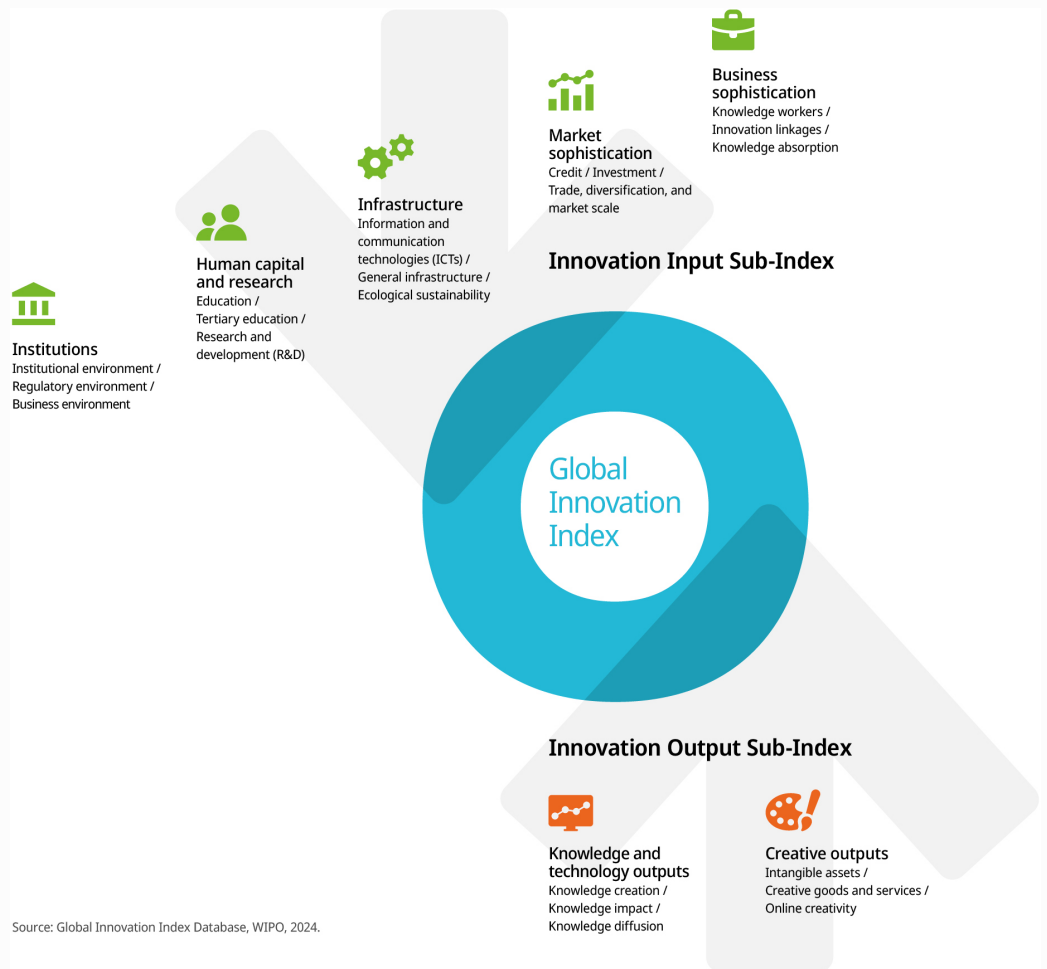 Business
sophistication
Knowledge workers /
Innovation linkages /
Knowledge absorption
Market
sophistication
Credit / Investment /
Trade, diversification, and
market scale
Infrastructure
Information and
communication
technologies (ICTs) /
General infrastructure /
Ecological sustainability
Human capital
and research
Education /
Tertiary education /
Research and
development (R&D)
Institutions
Institutional environment /
Regulatory environment /
Business environment
Innovation Input Sub-Index
Global
Innovation
Index
Innovation Output Sub-Index
Knowledge and
technology outputs
Knowledge creation /
Knowledge impact /
Knowledge diffusion
Creative outputs
Intangible assets /
Creative goods and services /
Online creativity
Source: Global Innovation Index Database, WIPO, 2024.